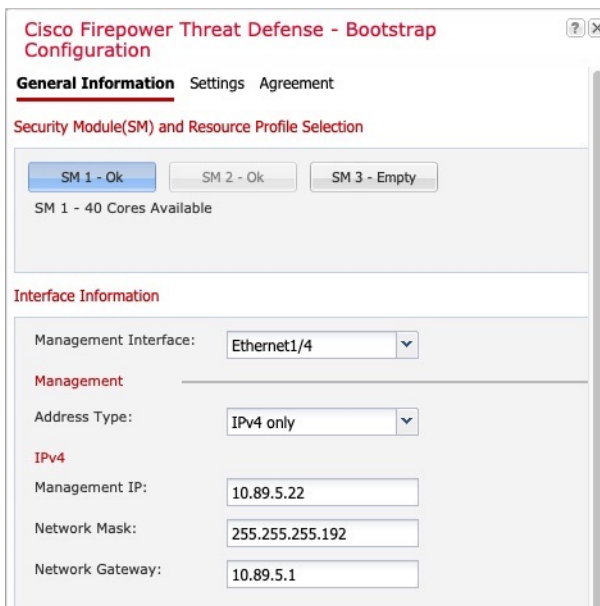 Cisco Firepower Threat Defense - Bootstrap
Configuration
General Information Settings Agreement
Security Module(SM) and Resource Profile Selection
SM 1 - Ok SM 2 - Ok SM 3 - Empty
SM 1 - 40 Cores Available
Interface Information
Management Interface: Ethernet1/4
Management
Address Type: IPv4 only
IPv4
Management IP: 10.89.5.22
Network Mask: 255.255.255.192
Network Gateway: 10.89.5.1